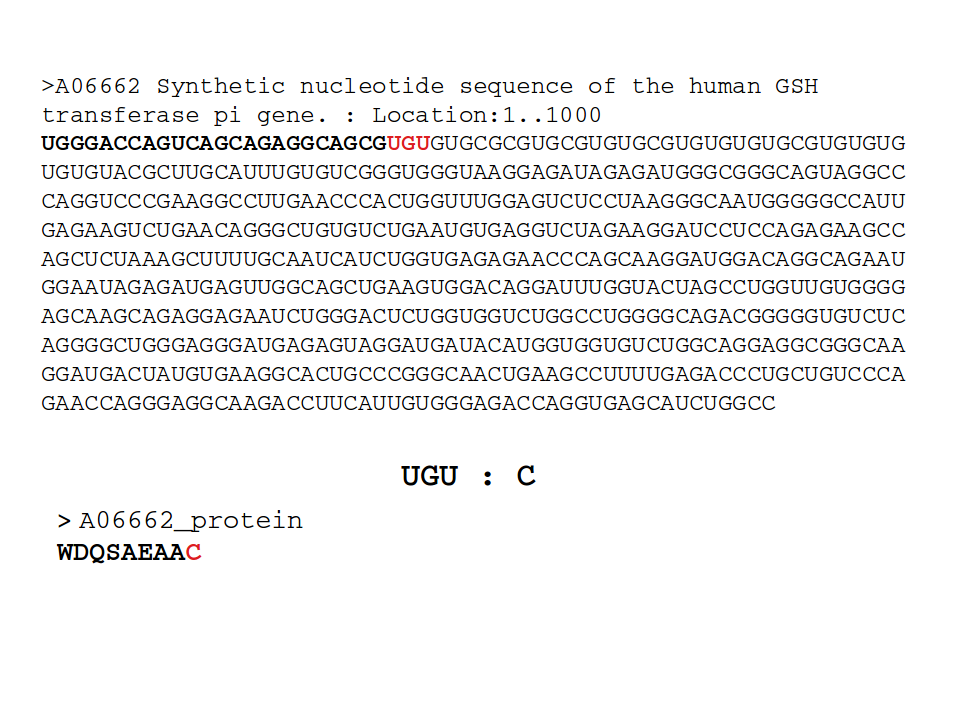 >A06662 Synthetic nucleotide sequence of the human GSH
transferase pi gene. : Location:1..1000
UGGGACCAGUCAGCAGAGGCAGCGUGUGUGCGCGUGCGUGUGCGUGUGUGUGCGUGUGUG
UGUGUACGCUUGCAUUUGUGUCGGGUGGGUAAGGAGAUAGAGAUGGGCGGGCAGUAGGCC
CAGGUCCCGAAGGCCUUGAACCCACUGGUUUGGAGUCUCCUAAGGGCAAUGGGGGCCAUU
GAGAAGUCUGAACAGGGCUGUGUCUGAAUGUGAGGUCUAGAAGGAUCCUCCAGAGAAGCC
AGCUCUAAAGCUUUUGCAAUCAUCUGGUGAGAGAACCCAGCAAGGAUGGACAGGCAGAAU
GGAAUAGAGAUGAGUUGGCAGCUGAAGUGGACAGGAUUUGGUACUAGCCUGGUUGUGGGG
AGCAAGCAGAGGAGAAUCUGGGACUCUGGUGGUCUGGCCUGGGGCAGACGGGGGUGUCUC
AGGGGCUGGGAGGGAUGAGAGUAGGAUGAUACAUGGUGGUGUCUGGCAGGAGGCGGGCAA
GGAUGACUAUGUGAAGGCACUGCCCGGGCAACUGAAGCCUUUUGAGACCCUGCUGUCCCA
GAACCAGGGAGGCAAGACCUUCAUUGUGGGAGACCAGGUGAGCAUCUGGCC
UGU : C
> A06662_protein
WDQSAEAAC